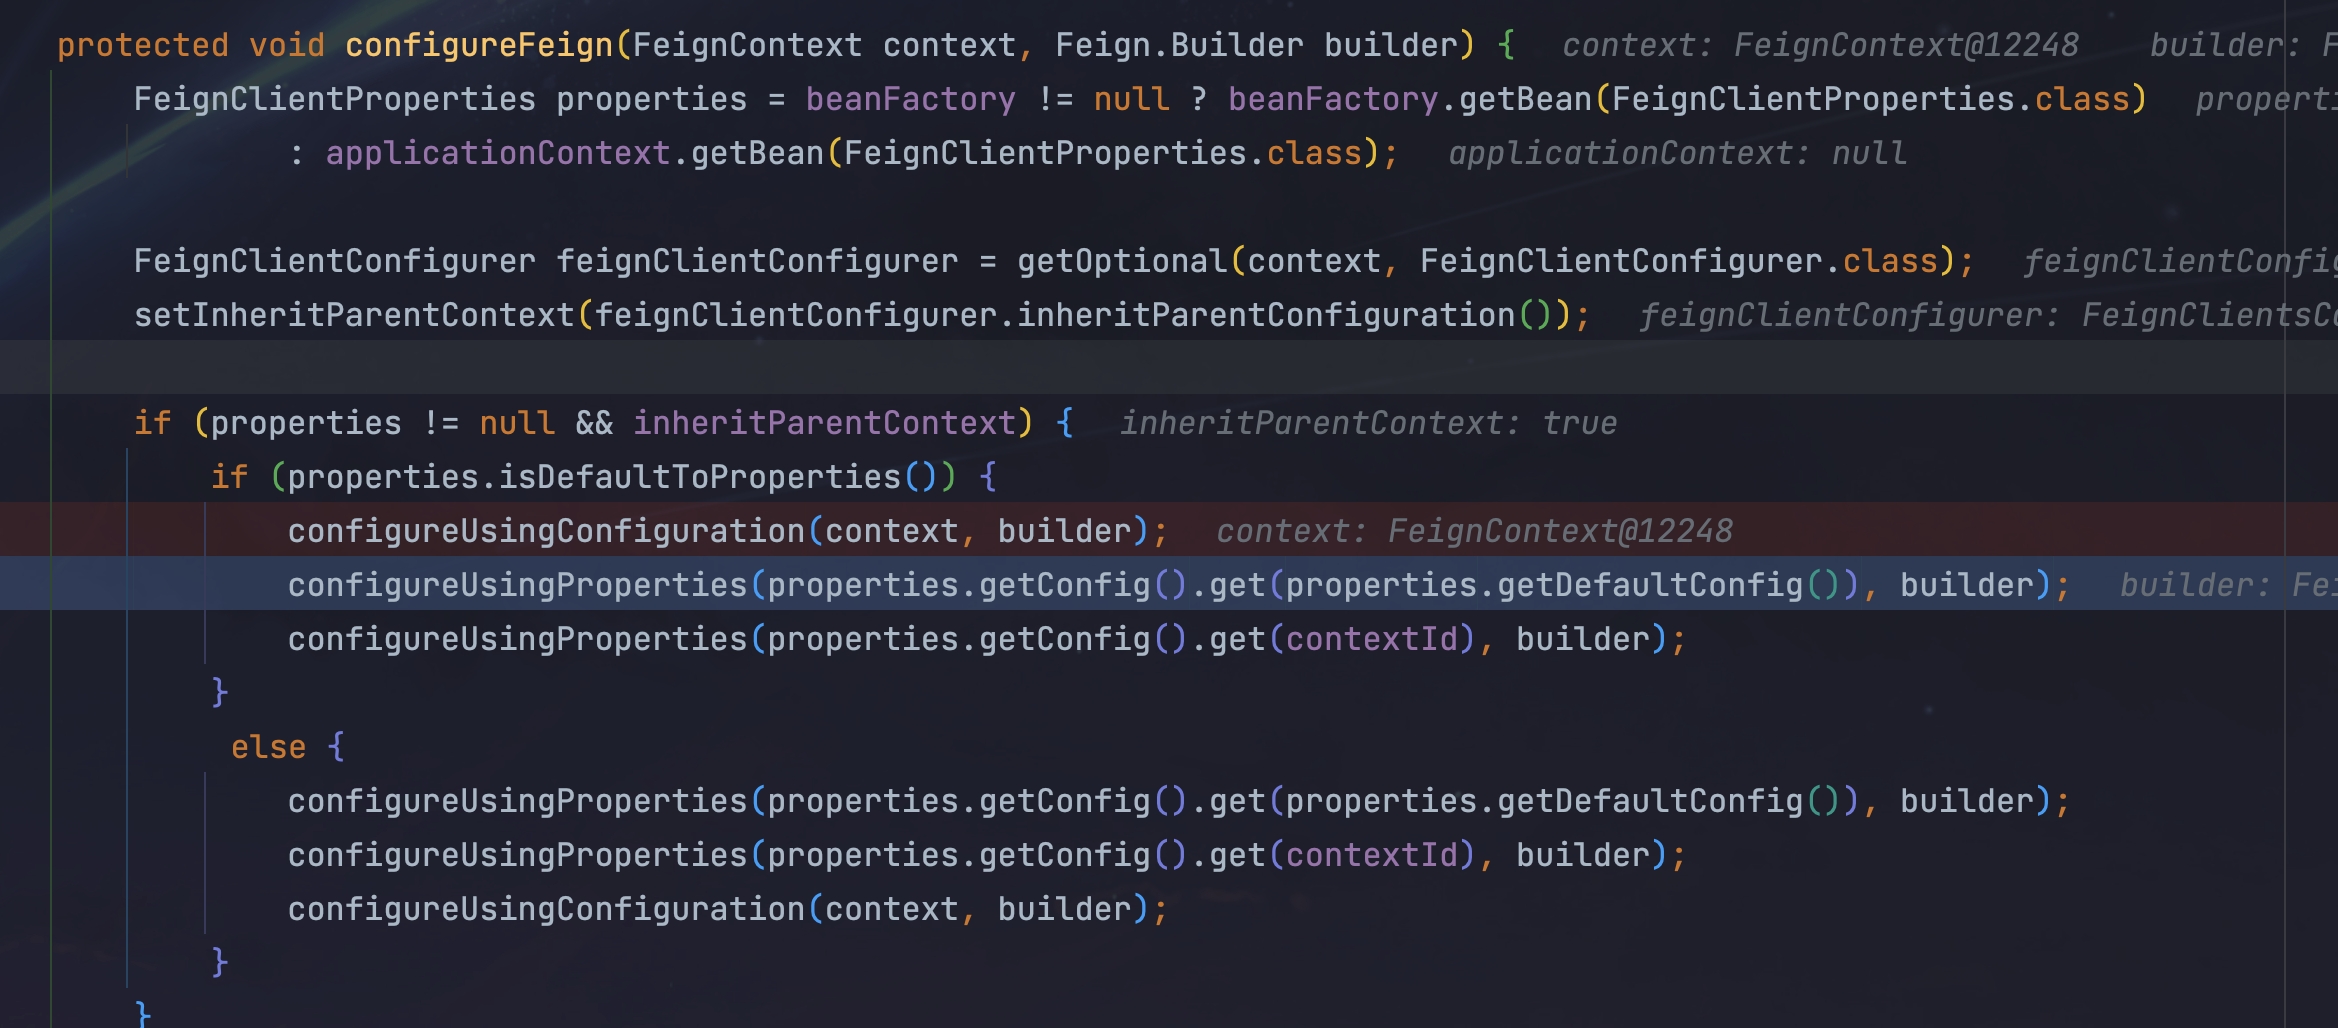 protected void configureFeign(FeignContext context, Feign.Builder builder) { context: FeignContext@12248 builder: F
FeignClientProperties properties = beanFactory != null ? beanFactory.getBean(FeignClientProperties.class) properti
: applicationContext.getBean(FeignClientProperties.class); applicationContext: null
FeignClientConfigurer feignClientConfigurer = getOptional(context, FeignClientConfigurer.class); feignClientConfig
setInheritParentContext(feignClientConfigurer.inheritParentConfiguration()); feignClientConfigurer: FeignClientsCo
if (properties != null && inheritParentContext) { inheritParentContext: true
if (properties.isDefaultToProperties()) {
configureUsingConfiguration(context, builder); context: FeignContext@12248
configureUsingProperties(properties.getConfig().get(properties.getDefaultConfig()), builder); builder: Fei
configureUsingProperties(properties.getConfig().get(contextId), builder);
}
else {
configureUsingProperties(properties.getConfig().get(properties.getDefaultConfig()), builder);
configureUsingProperties(properties.getConfig().get(contextId), builder);
configureUsingConfiguration(context, builder);
}
}